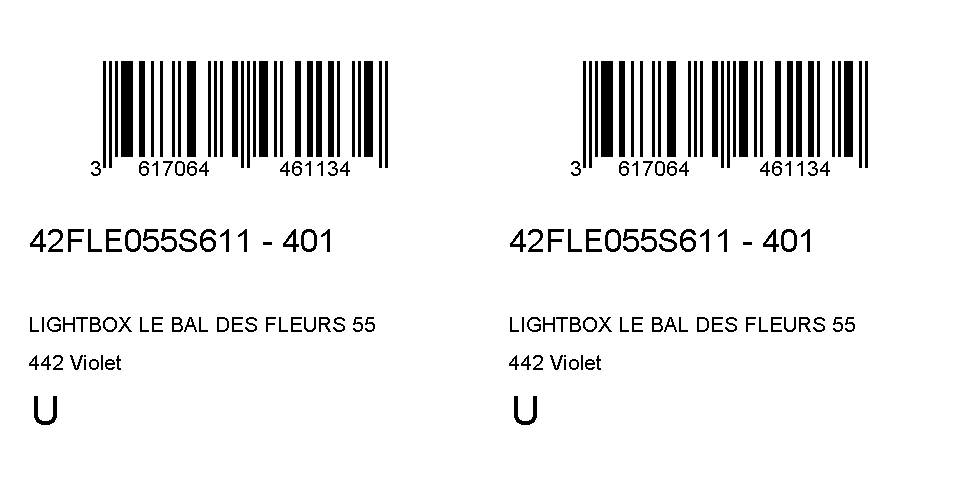 3 617064 461134
42FLE055S611 - 401
LIGHTBOX LE BAL DES FLEURS 55
442 Violet
U
3 617064 461134
42FLE055S611 - 401
LIGHTBOX LE BAL DES FLEURS 55
442 Violet
U